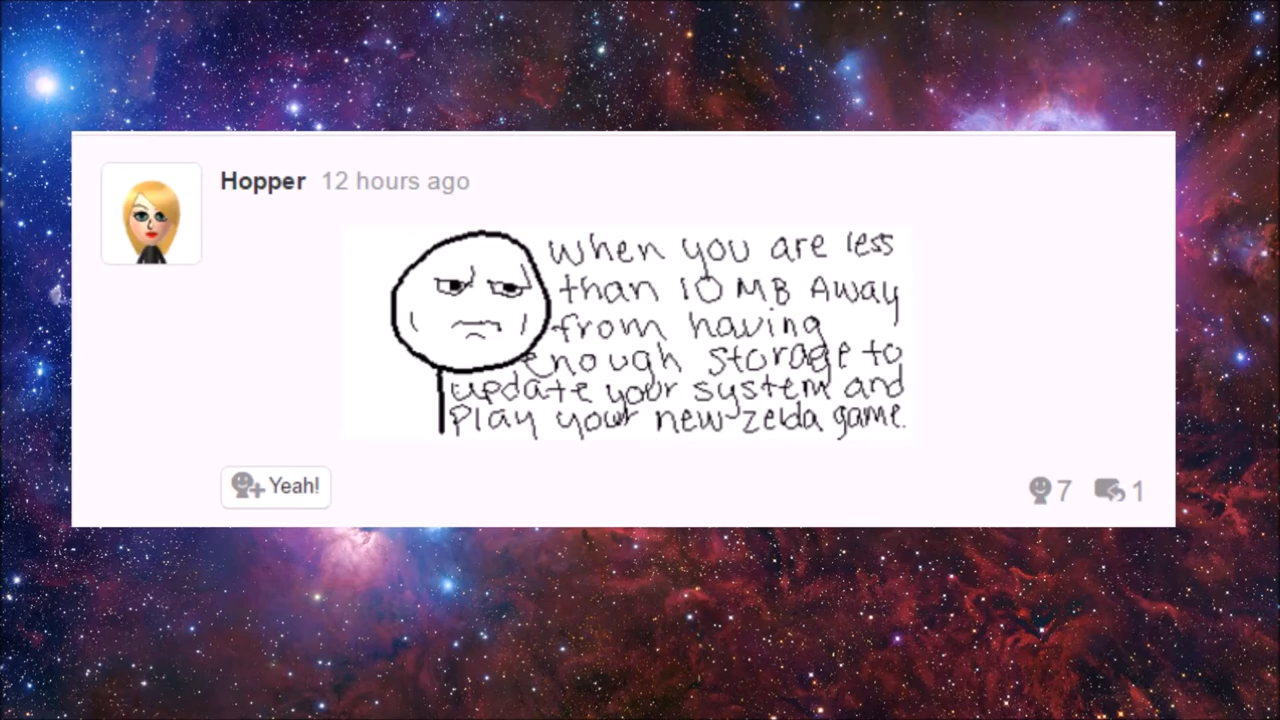 Hopper 12 hours ago
when you are less
than 10 MB Away
from having
enough storage to
update your system and
Play your new zelda game.
Yeah!
7 1